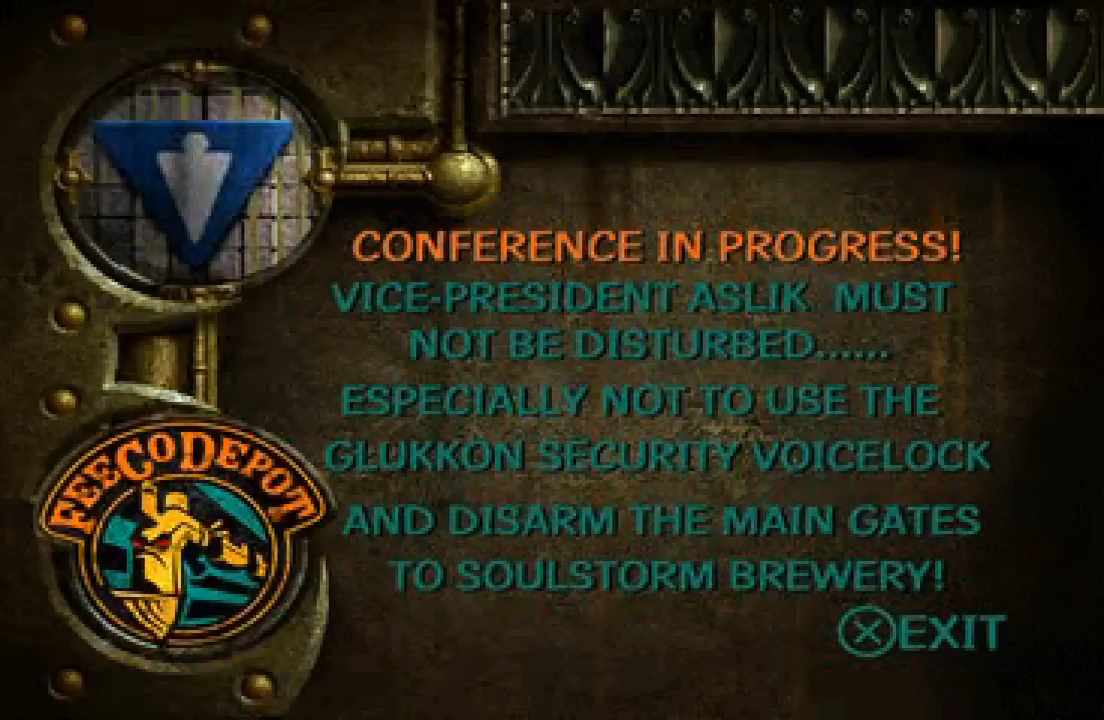 CONFERENCE IN PROGRESS!
VICE-PRESIDENT ASLIK MUST
NOT BE DISTURBED......
ESPECIALLY NOT TO USE THE
GLUKKON SECURITY VOICELOCK
AND DISARM THE MAIN GATES
TO SOULSTORM BREWERY!
EXIT
FEECO DEPOT